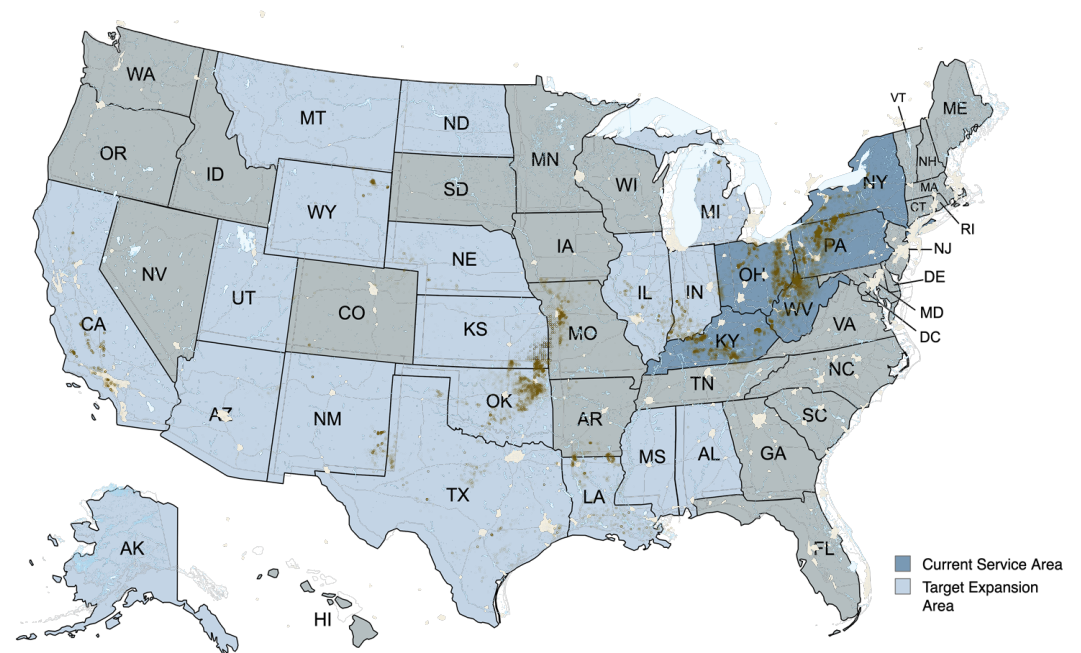 WA
MT
ND
MN
VT
ME
OR
ID
SD
WI
NH
NY
MA
CT
WY
MI
RI
IA
NE
PA
NJ
NV
UT
CO
IL
IN
OH
DE
CA
KS
MO
WV
MD
KY
VA
DC
NC
TN
AZ
NM
OK
AR
SC
MS
AL
GA
TX
LA
AK
FL
HI
Current Service Area
Target Expansion
Area